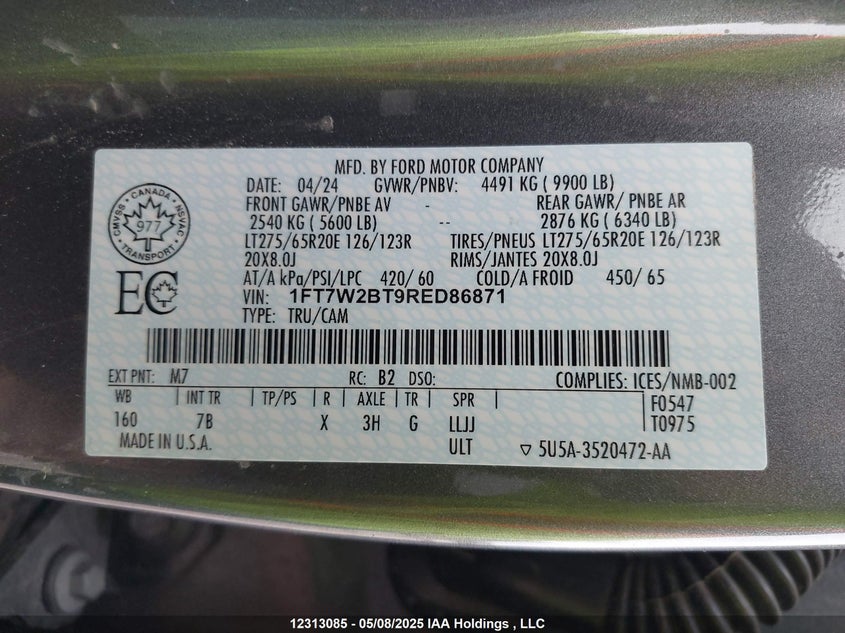 MFD. BY FORD MOTOR COMPANY
DATE: 04/24 GVWR/PNBV: 4491 KG ( 9900 LB)
FRONT GAWR/PNBE AV - REAR GAWR/ PNBE AR
2540 KG ( 5600 LB) -- 2876 KG ( 6340 LB)
LT275/65R20E 126/123R TIRES/PNEUS LT275/65R20E 126/123R
20X8.0J RIMS/JANTES 20X8.0J
AT/A kPa/PSI/LPC 420/ 60 COLD/A FROID 450/ 65
VIN: 1FT7W2BT9RED86871
TYPE: TRU/CAM
CANADA
CMVSS 977 NSVAC
TRANSPORT
EC
EXT PNT: M7 RC: B2 DSO: COMPLIES: ICES/NMB-002
WB INT TR TP/PS R AXLE TR SPR F0547
160 7B X 3H G LLJJ T0975
MADE IN U.S.A. ULT ▽ 5U5A-3520472-AA
12313085 - 05/08/2025 IAA Holdings , LLC